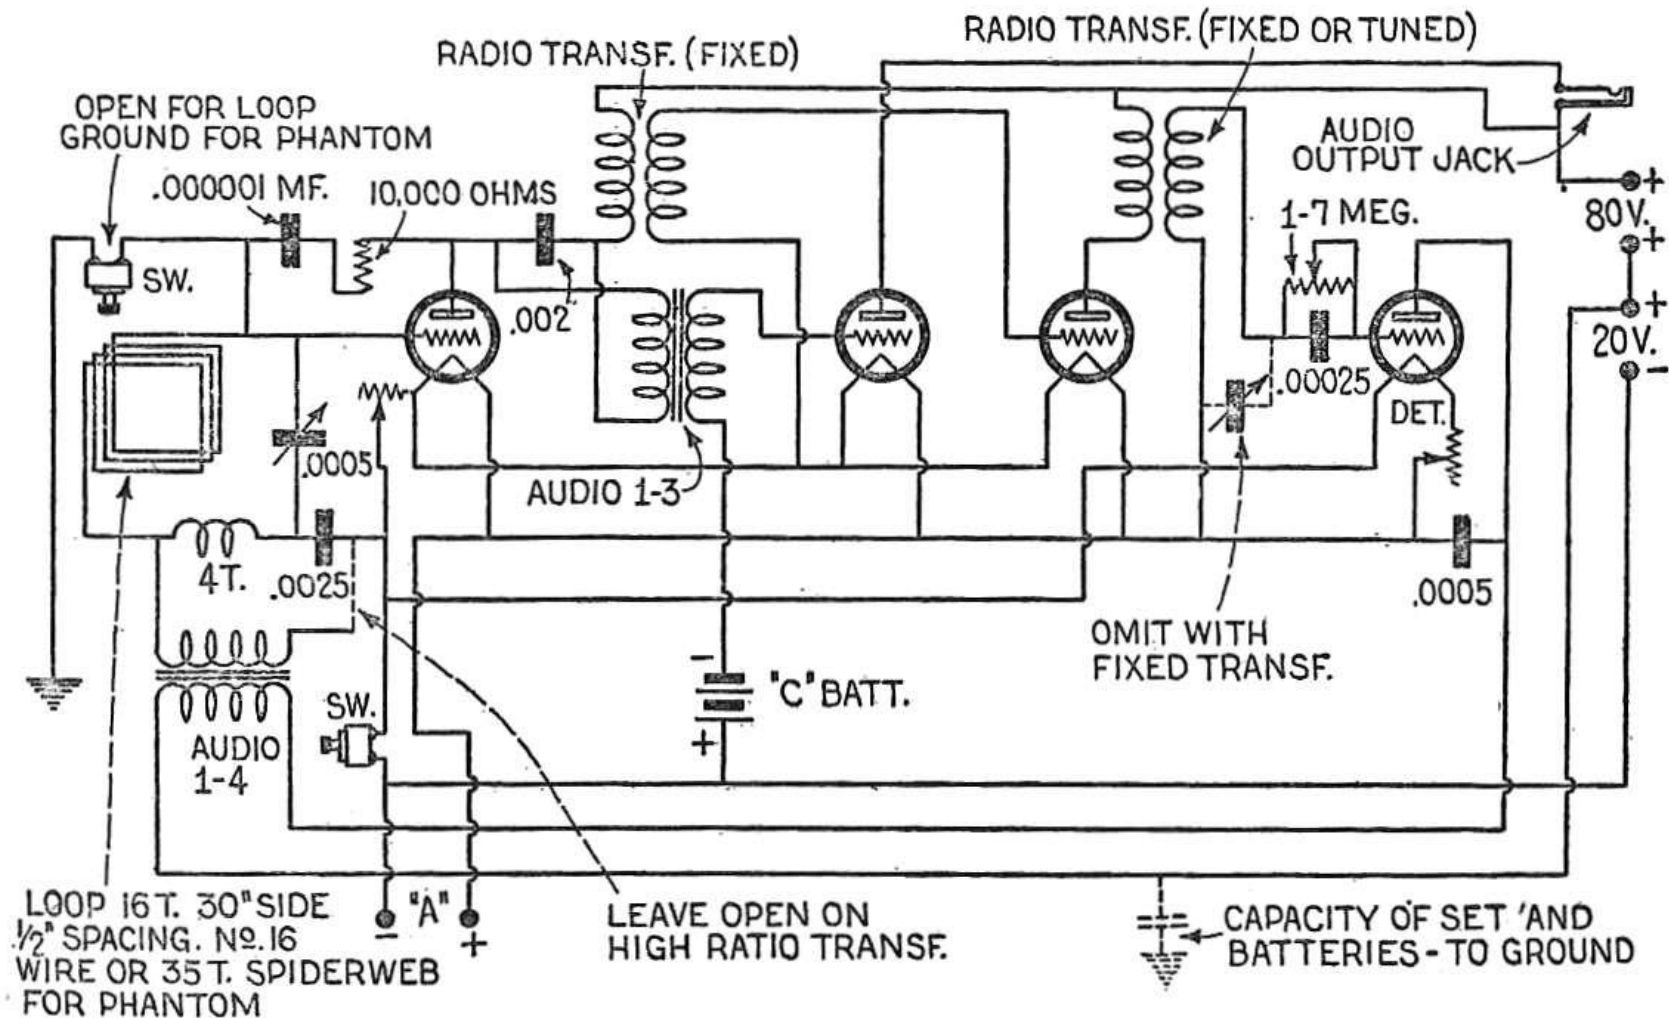 RADIO TRANSF. (FIXED)
RADIO TRANSF. (FIXED OR TUNED)
OPEN FOR LOOP
GROUND FOR PHANTOM
.000001 MF.
10,000 OHMS
AUDIO
OUTPUT JACK
+
80 V.
+
+
20 V.
-
1-7 MEG.
SW.
.002
.00025
DET.
.0005
AUDIO 1-3
4T.
.0025
.0005
OMIT WITH
FIXED TRANSF.
-
"C" BATT.
+
SW.
AUDIO
1-4
LOOP 16T. 30" SIDE
1/2" SPACING. No. 16
WIRE OR 35 T. SPIDERWEB
FOR PHANTOM
"A"
-
+
LEAVE OPEN ON
HIGH RATIO TRANSF.
CAPACITY OF SET 'AND
BATTERIES - TO GROUND